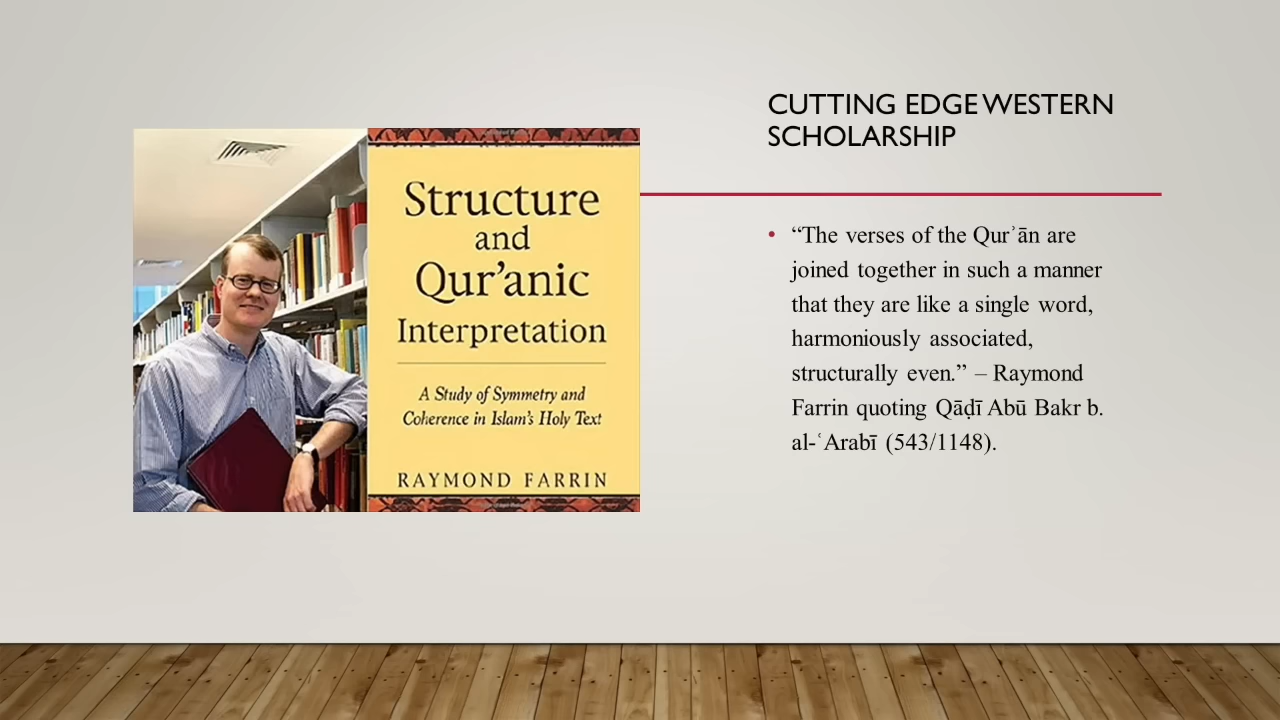 CUTTING EDGE WESTERN
SCHOLARSHIP
Structure
and
Qur’anic
Interpretation
A Study of Symmetry and
Coherence in Islam’s Holy Text
RAYMOND FARRIN
• “The verses of the Qurʾān are
joined together in such a manner
that they are like a single word,
harmoniously associated,
structurally even.” – Raymond
Farrin quoting Qāḍī Abū Bakr b.
al-ʿArabī (543/1148).